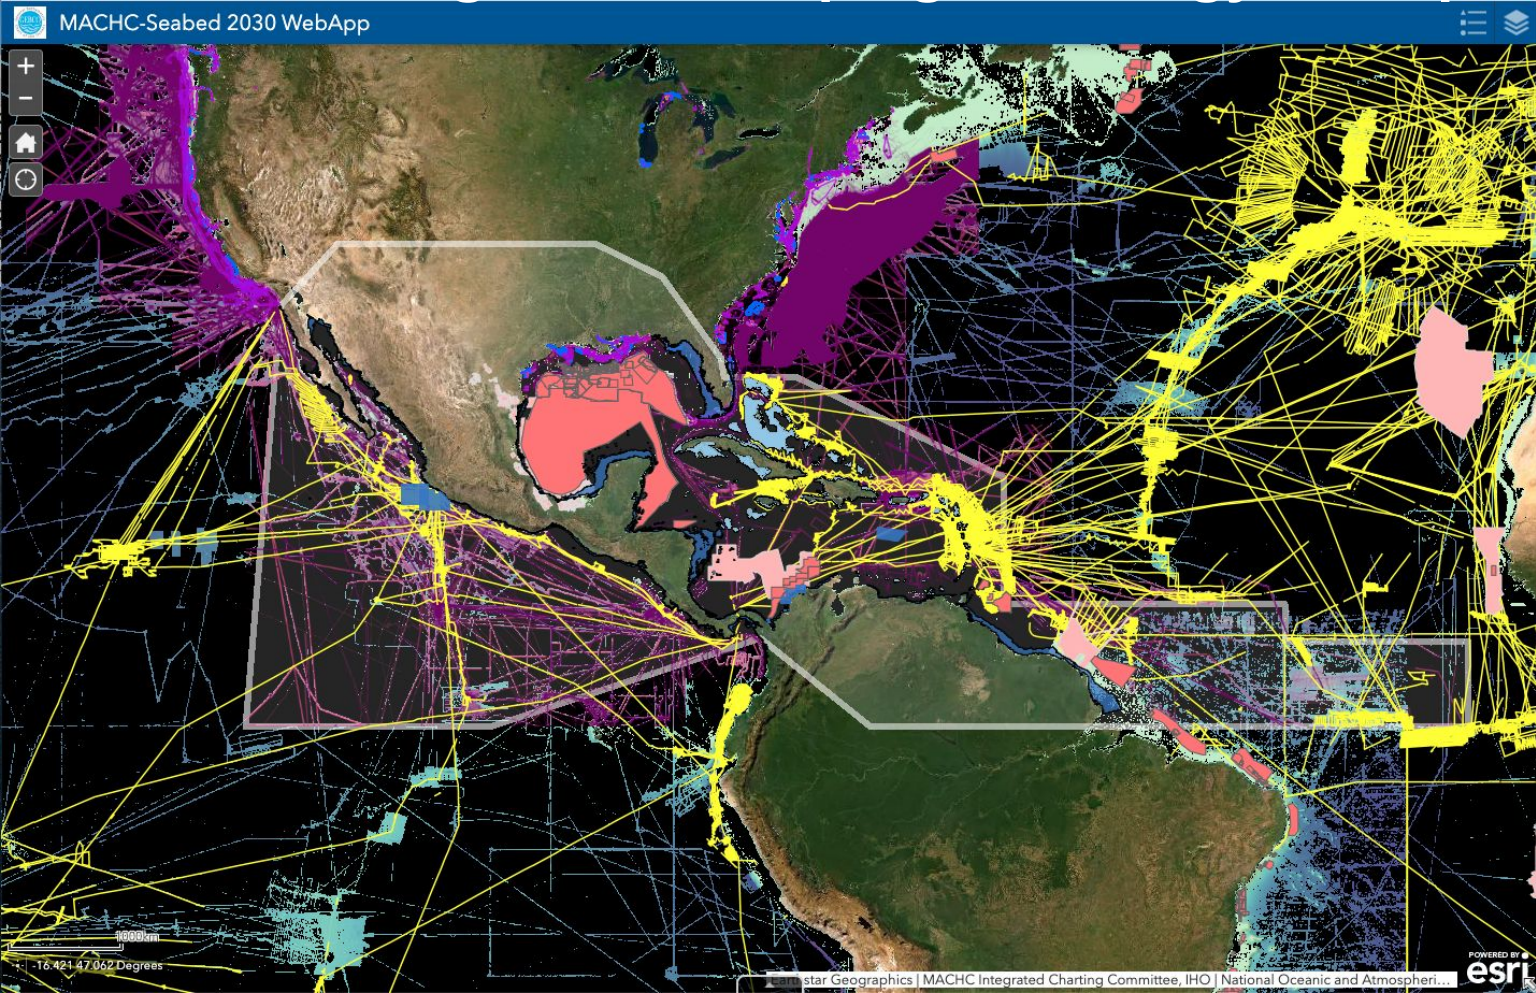 MACHC-Seabed 2030 WebApp
+
−
1000km
-16.421 47.062 Degrees
Earthstar Geographics | MACHC Integrated Charting Committee, IHO | National Oceanic and Atmospheri...
POWERED BY
esri